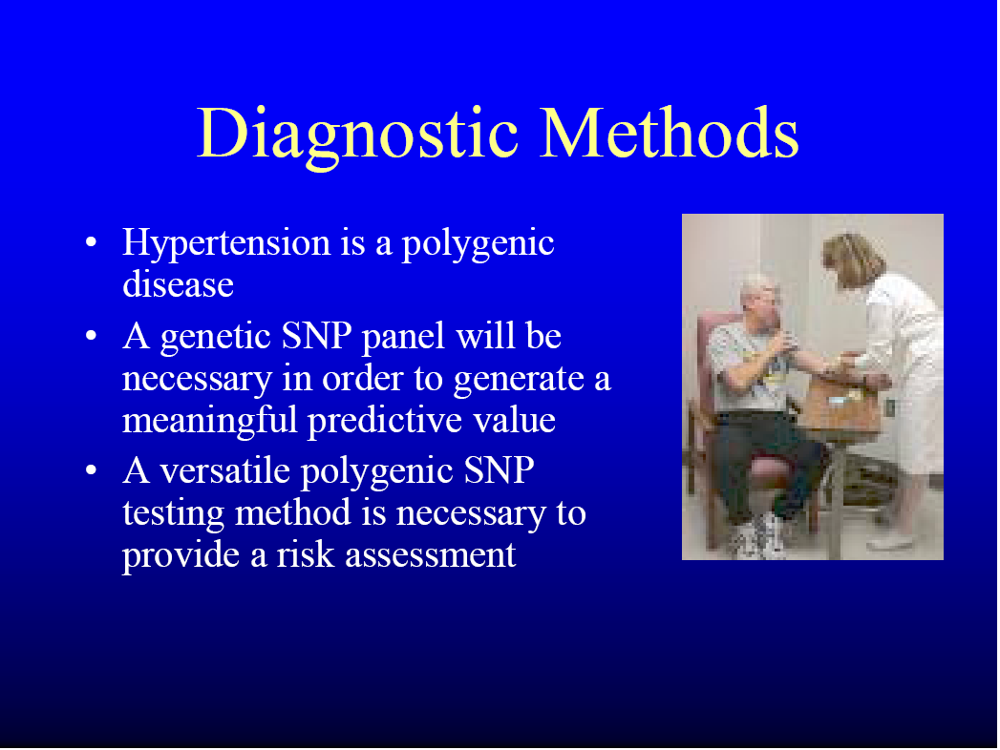 Diagnostic Methods
• Hypertension is a polygenic
disease
• A genetic SNP panel will be
necessary in order to generate a
meaningful predictive value
• A versatile polygenic SNP
testing method is necessary to
provide a risk assessment